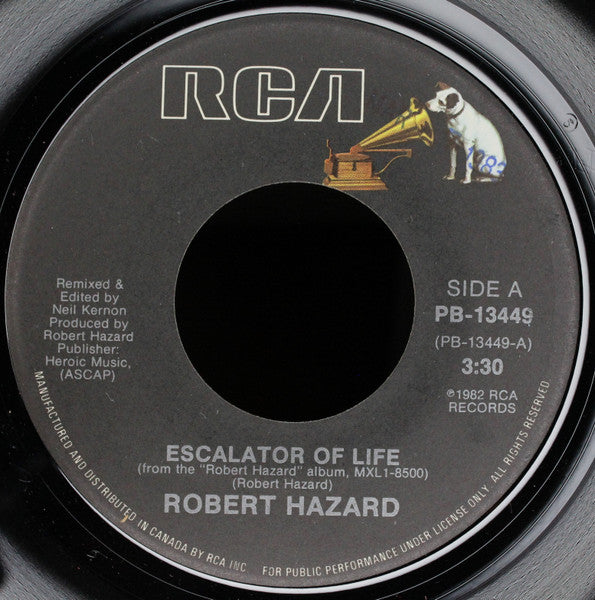 RCA
1983
Remixed &
Edited by
Neil Kernon
Produced by
Robert Hazard
Publisher:
Heroic Music,
(ASCAP)
SIDE A
PB-13449
(PB-13449-A)
3:30
℗1982 RCA
RECORDS
ESCALATOR OF LIFE
(from the "Robert Hazard" album, MXL1-8500)
(Robert Hazard)
ROBERT HAZARD
MANUFACTURED AND DISTRIBUTED IN CANADA BY RCA INC FOR PUBLIC PERFORMANCE UNDER LICENSE ONLY. ALL RIGHTS RESERVED